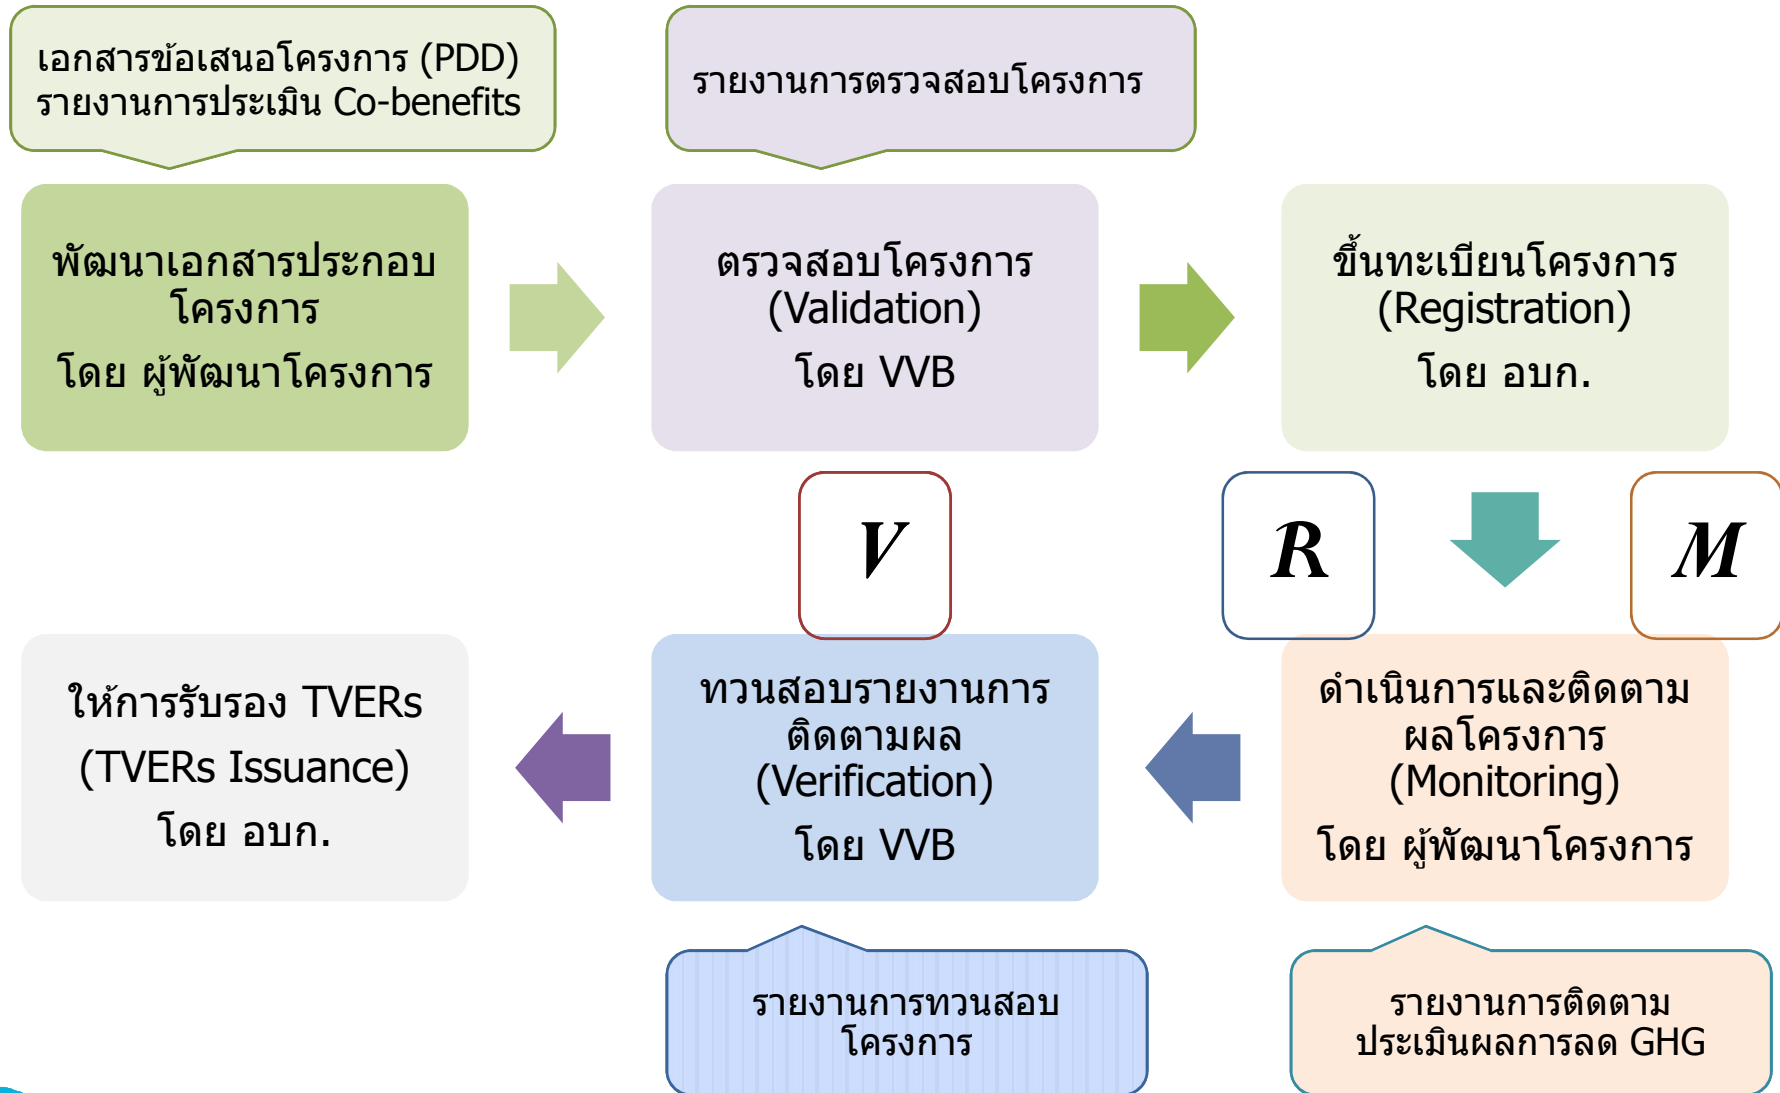 เอกสารข้อเสนอโครงการ (PDD)
รายงานการประเมิน Co-benefits
รายงานการตรวจสอบโครงการ
พัฒนาเอกสารประกอบ
โครงการ
โดย ผู้พัฒนาโครงการ
ตรวจสอบโครงการ
(Validation)
โดย VVB
ขึ้นทะเบียนโครงการ
(Registration)
โดย อบก.
V
R
M
ดำเนินการและติดตาม
ผลโครงการ
(Monitoring)
โดย ผู้พัฒนาโครงการ
ทวนสอบรายงานการ
ติดตามผล
(Verification)
โดย VVB
ให้การรับรอง TVERs
(TVERs Issuance)
โดย อบก.
รายงานการทวนสอบ
โครงการ
รายงานการติดตาม
ประเมินผลการลด GHG